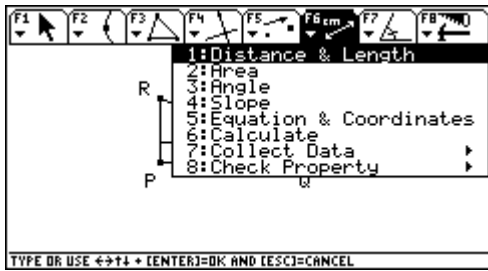 F1 F2 F3 F4 F5 F6 cm F7 F8
1:Distance & Length
2:Area
3:Angle
4:Slope
5:Equation & Coordinates
6:Calculate
7:Collect Data
8:Check Property
R
P
Q
TYPE OR USE ←→↑↓ + [ENTER]=OK AND [ESC]=CANCEL